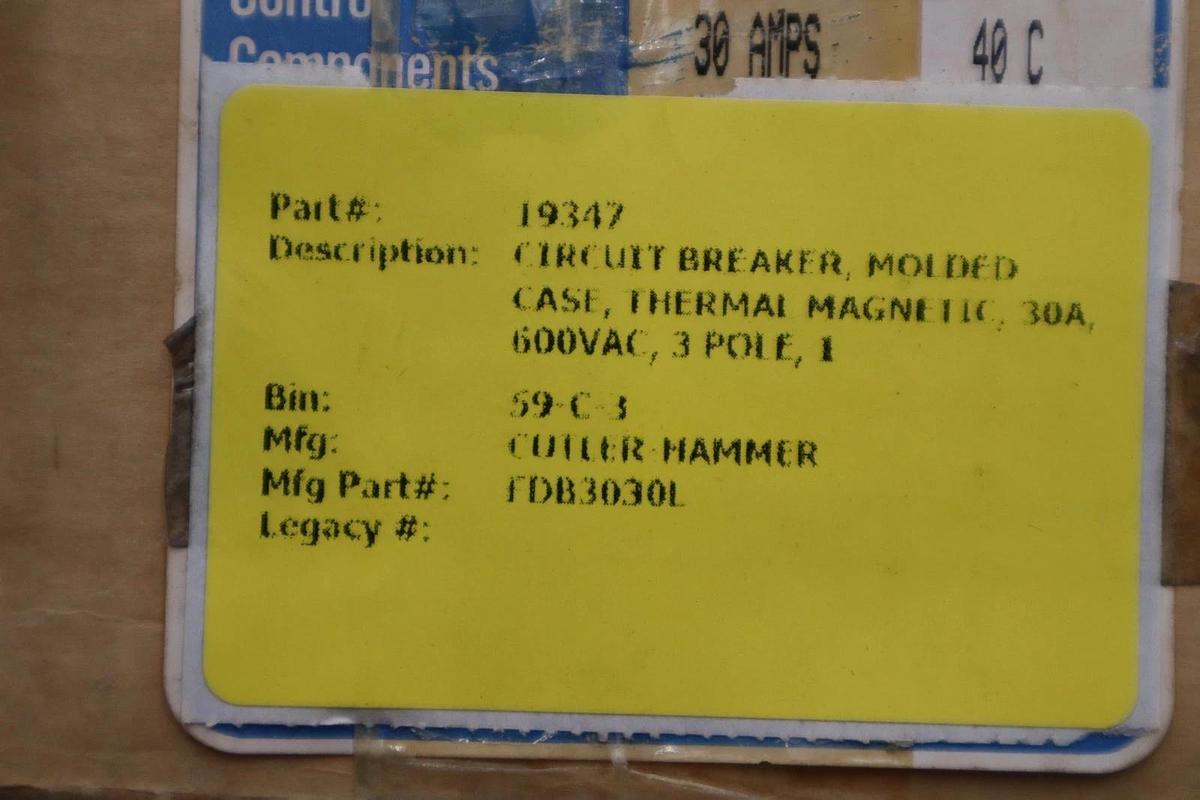 Control
Components
30 AMPS
40 C
Part#: 19347
Description: CIRCUIT BREAKER, MOLDED
CASE, THERMAL MAGNETIC, 30A,
600VAC, 3 POLE, 1
Bin: 59-C-3
Mfg: CUTLER-HAMMER
Mfg Part#: FDB3030L
Legacy #: